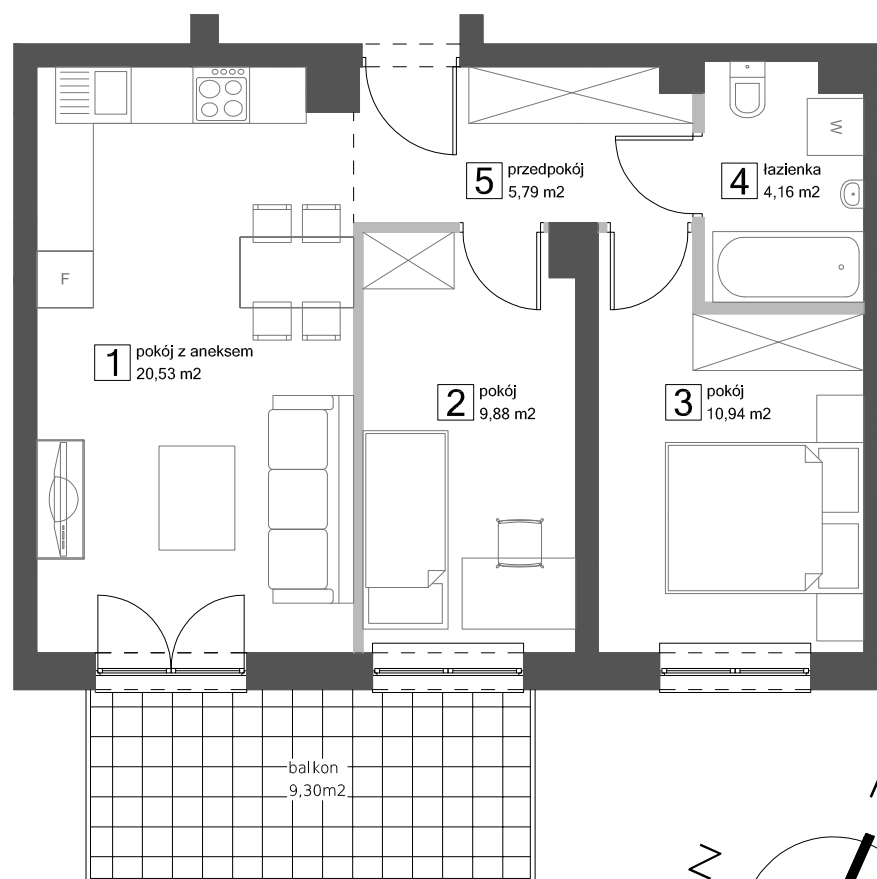 5
przedpokój
5,79 m2
4
łazienka
4,16 m2
W
F
1
pokój z aneksem
20,53 m2
2
pokój
9,88 m2
3
pokój
10,94 m2
balkon
9,30m2
N